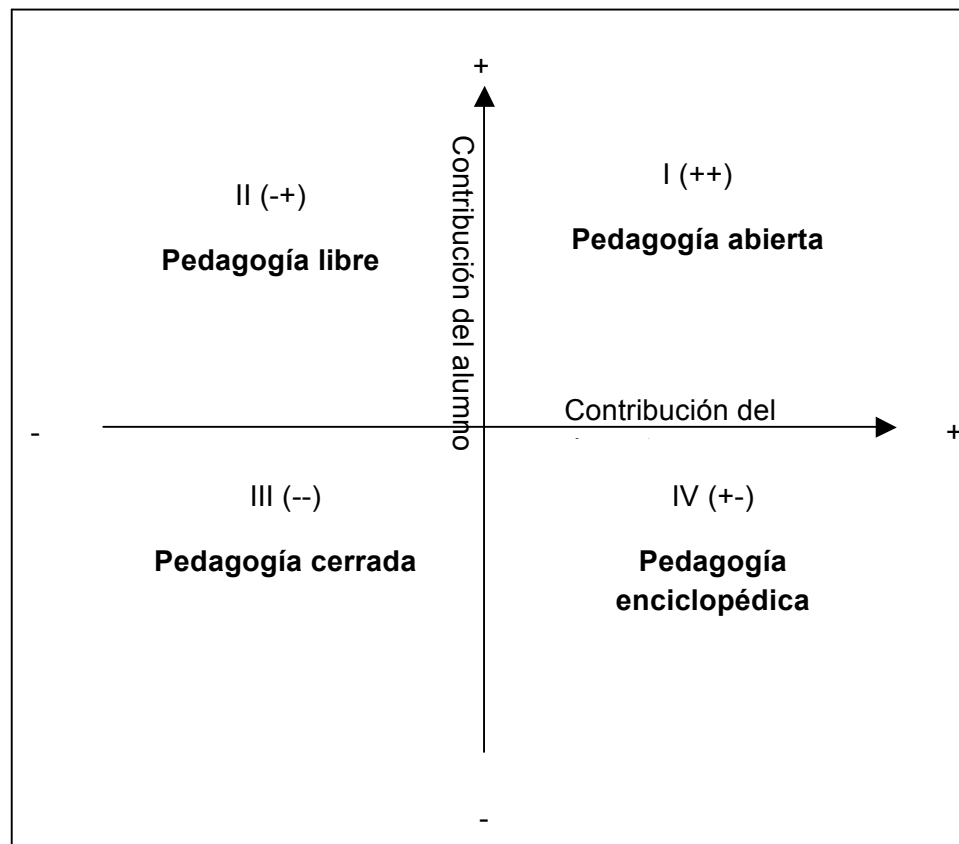 +
Contribución del alumno
II (-+)
Pedagogía libre
I (++)
Pedagogía abierta
-
Contribución del
+
III (--)
Pedagogía cerrada
IV (+-)
Pedagogía
enciclopédica
-